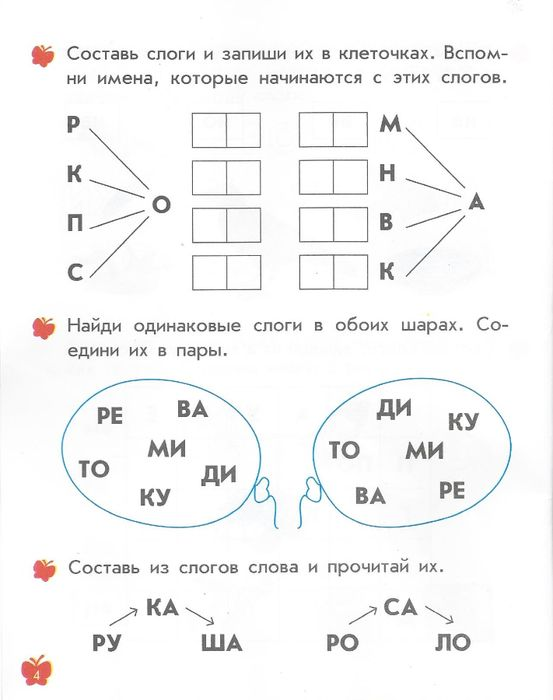 Составь слоги и запиши их в клеточках. Вспом-
ни имена, которые начинаются с этих слогов.
Р М
К Н
О А
П В
С К
Найди одинаковые слоги в обоих шарах. Со-
едини их в пары.
РЕ ВА
МИ
ТО ДИ
КУ
ДИ КУ
ТО МИ
ВА РЕ
Составь из слогов слова и прочитай их.
КА СА
РУ ША РО ЛО
4